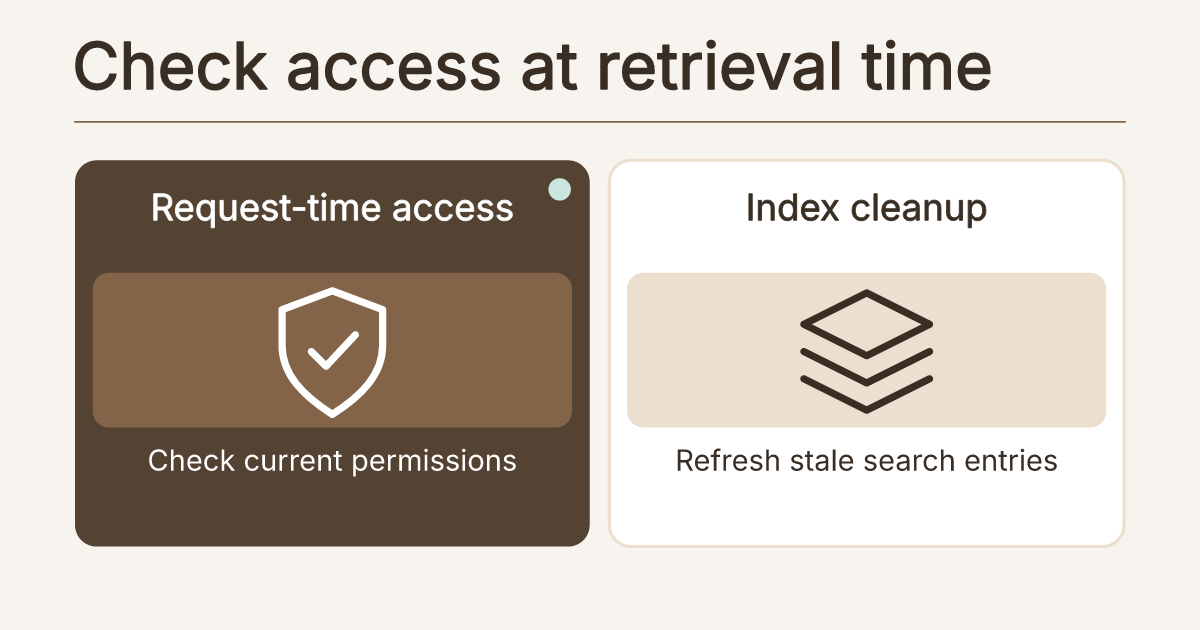 Check access at retrieval time
Request-time access
Check current permissions
Index cleanup
Refresh stale search entries